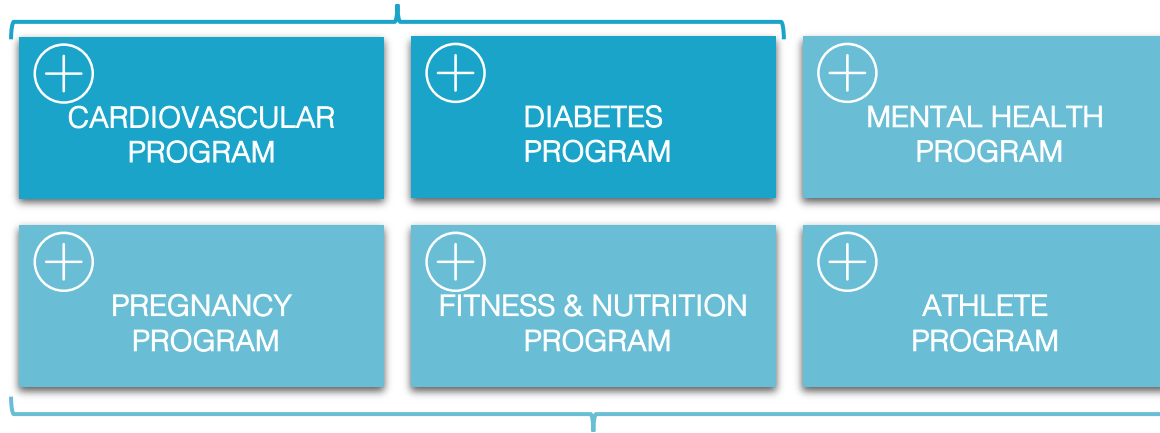 CARDIOVASCULAR
PROGRAM
DIABETES
PROGRAM
MENTAL HEALTH
PROGRAM
PREGNANCY
PROGRAM
FITNESS & NUTRITION
PROGRAM
ATHLETE
PROGRAM